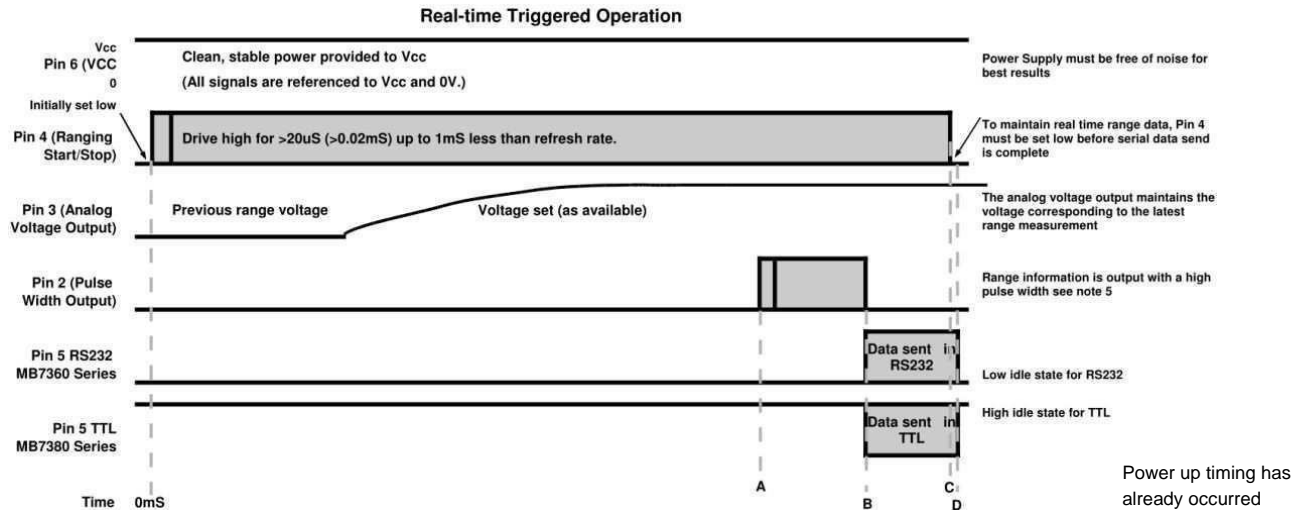 Real-time Triggered Operation
Vcc
Pin 6 (VCC
0
Clean, stable power provided to Vcc
(All signals are referenced to Vcc and 0V.)
Power Supply must be free of noise for
best results
Initially set low
Pin 4 (Ranging
Start/Stop)
Drive high for >20uS (>0.02mS) up to 1mS less than refresh rate.
To maintain real time range data, Pin 4
must be set low before serial data send
is complete
Pin 3 (Analog
Voltage Output)
Previous range voltage
Voltage set (as available)
The analog voltage output maintains the
voltage corresponding to the latest
range measurement
Pin 2 (Pulse
Width Output)
Range information is output with a high
pulse width see note 5
Pin 5 RS232
MB7360 Series
Data sent in
RS232
Low idle state for RS232
Pin 5 TTL
MB7380 Series
Data sent in
TTL
High idle state for TTL
Time 0mS
A
B
C
D
Power up timing has
already occurred